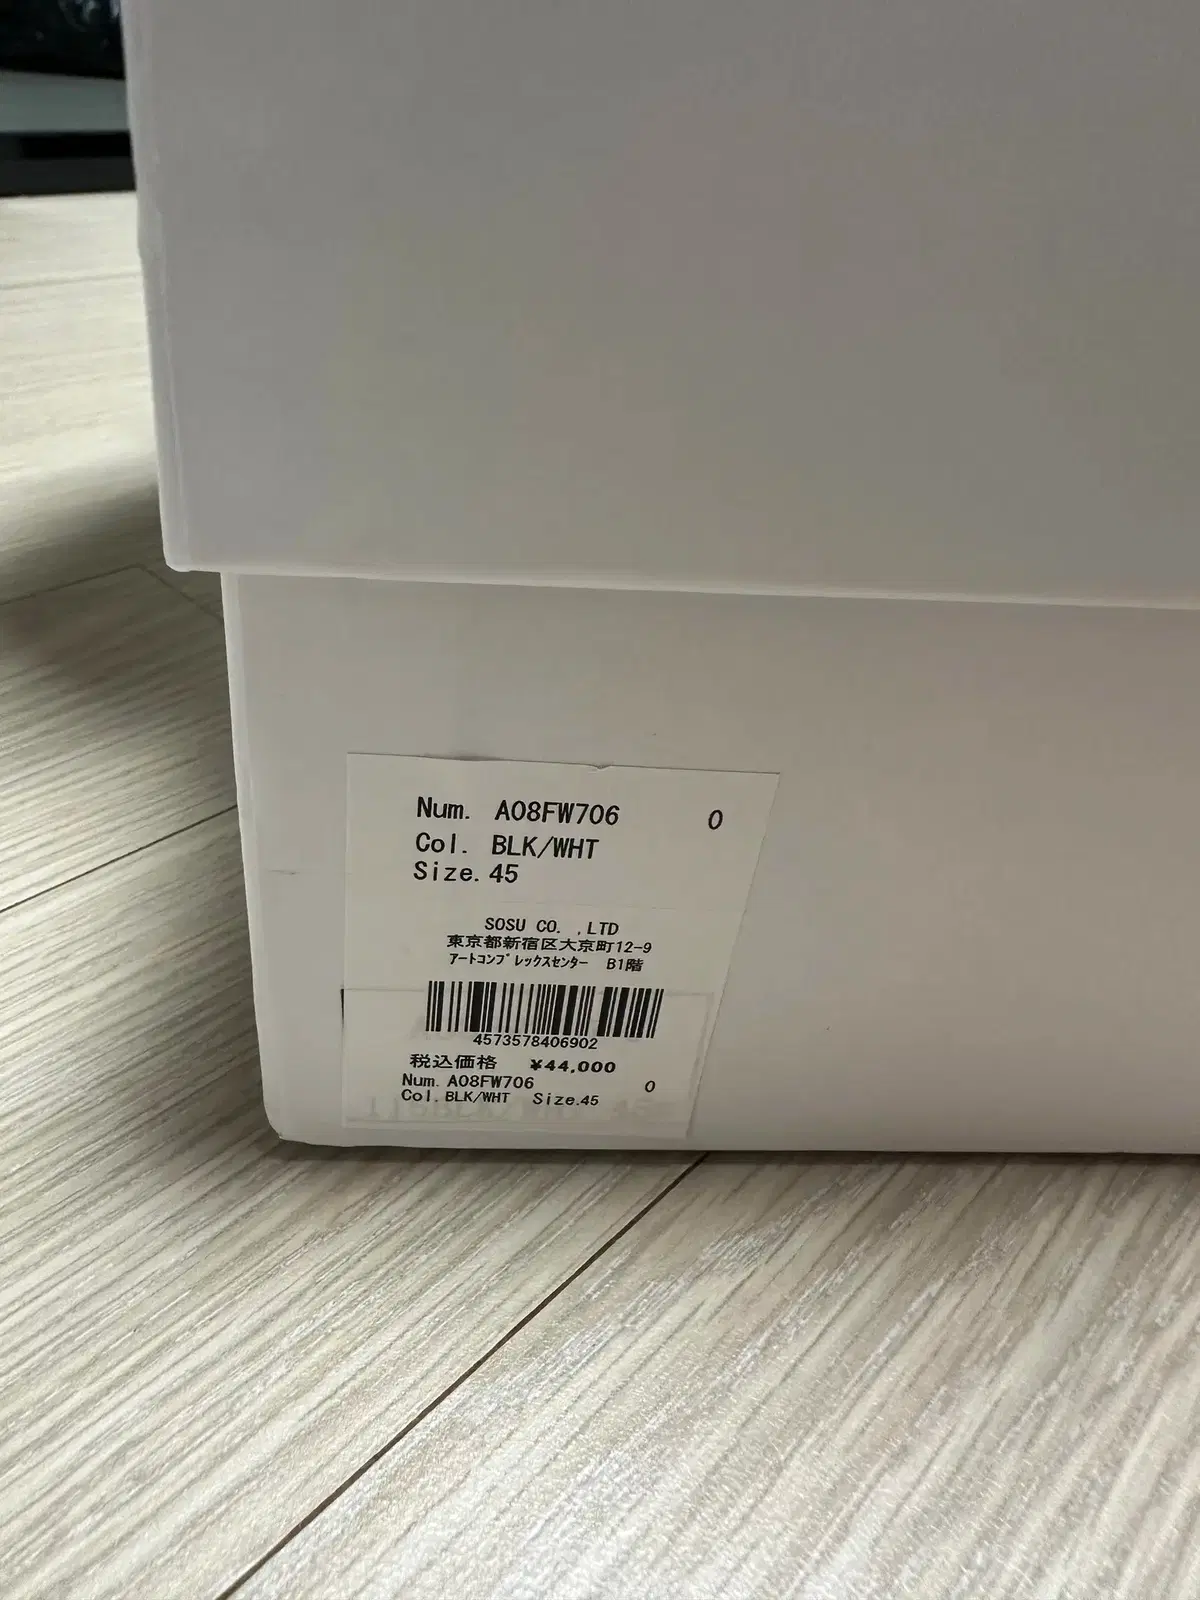 Num. A08FW706 0
Col. BLK/WHT
Size. 45
SOSU CO. ,LTD
東京都新宿区大京町12-9
ｱｰﾄｺﾝﾌﾟﾚｯｸｽｾﾝﾀｰ B1階
4573578406902
税込価格 ¥44,000
Num. A08FW706 0
Col. BLK/WHT Size.45